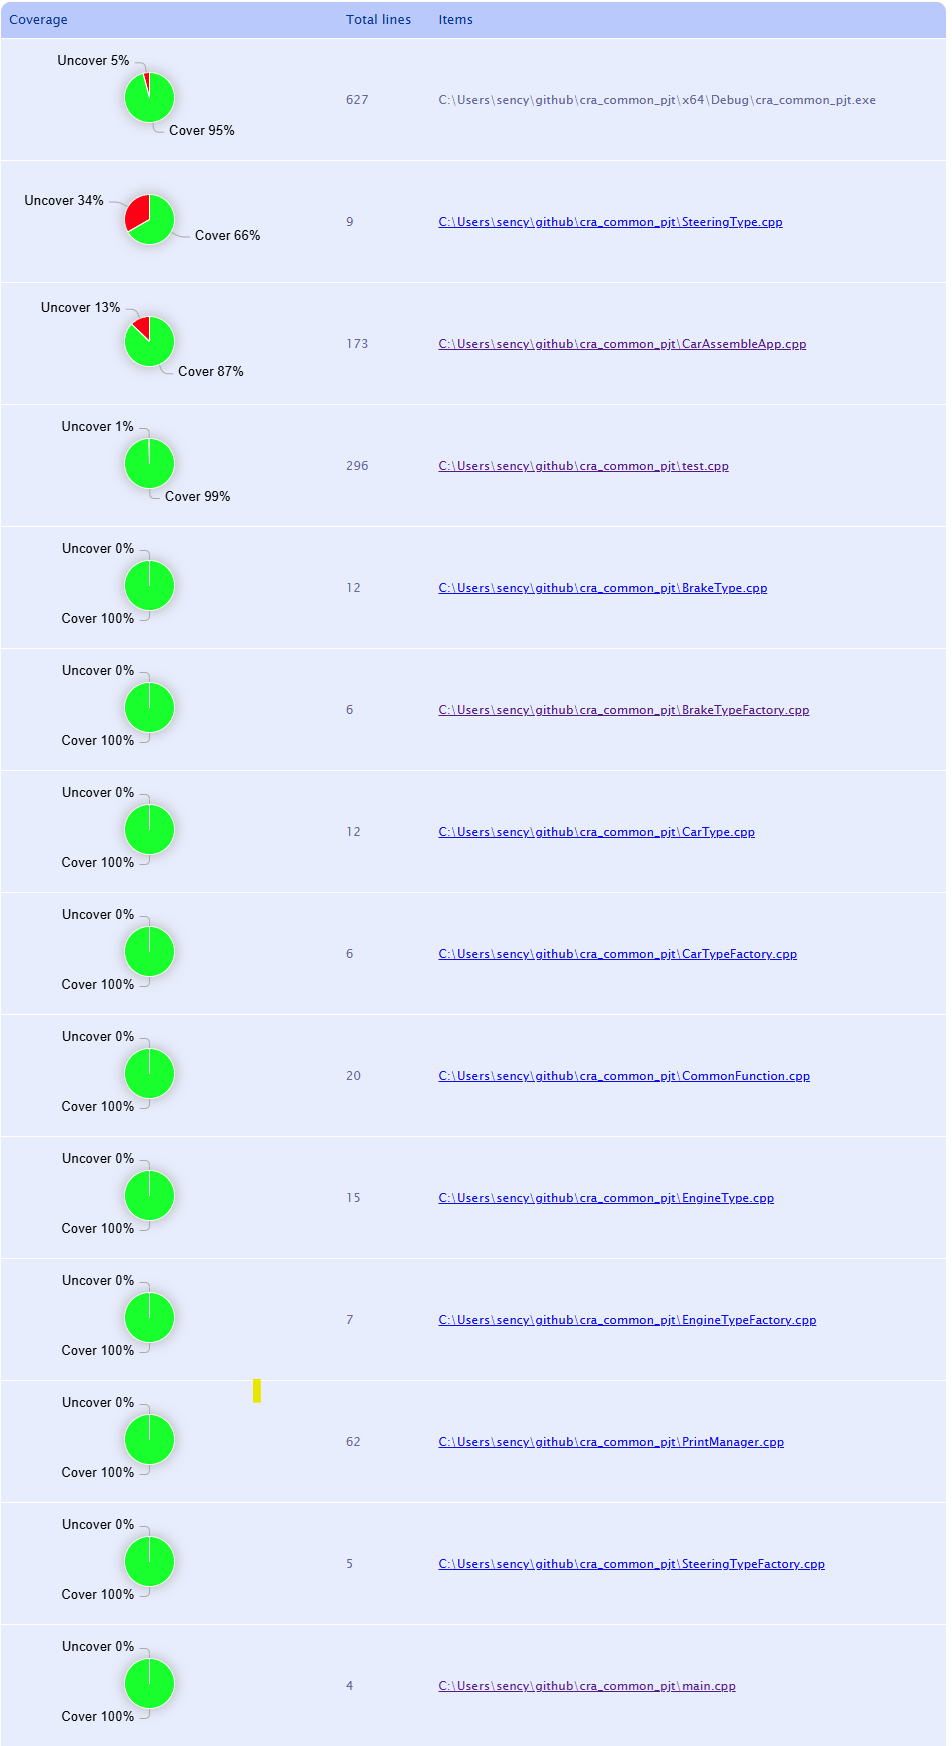 Coverage Total lines Items
Uncover 5%
627 C:\Users\sency\github\cra_common_pjt\x64\Debug\cra_common_pjt.exe
Cover 95%
Uncover 34%
9 C:\Users\sency\github\cra_common_pjt\SteeringType.cpp
Cover 66%
Uncover 13%
173 C:\Users\sency\github\cra_common_pjt\CarAssembleApp.cpp
Cover 87%
Uncover 1%
296 C:\Users\sency\github\cra_common_pjt\test.cpp
Cover 99%
Uncover 0%
12 C:\Users\sency\github\cra_common_pjt\BrakeType.cpp
Cover 100%
Uncover 0%
6 C:\Users\sency\github\cra_common_pjt\BrakeTypeFactory.cpp
Cover 100%
Uncover 0%
12 C:\Users\sency\github\cra_common_pjt\CarType.cpp
Cover 100%
Uncover 0%
6 C:\Users\sency\github\cra_common_pjt\CarTypeFactory.cpp
Cover 100%
Uncover 0%
20 C:\Users\sency\github\cra_common_pjt\CommonFunction.cpp
Cover 100%
Uncover 0%
15 C:\Users\sency\github\cra_common_pjt\EngineType.cpp
Cover 100%
Uncover 0%
7 C:\Users\sency\github\cra_common_pjt\EngineTypeFactory.cpp
Cover 100%
Uncover 0%
62 C:\Users\sency\github\cra_common_pjt\PrintManager.cpp
Cover 100%
Uncover 0%
5 C:\Users\sency\github\cra_common_pjt\SteeringTypeFactory.cpp
Cover 100%
Uncover 0%
4 C:\Users\sency\github\cra_common_pjt\main.cpp
Cover 100%